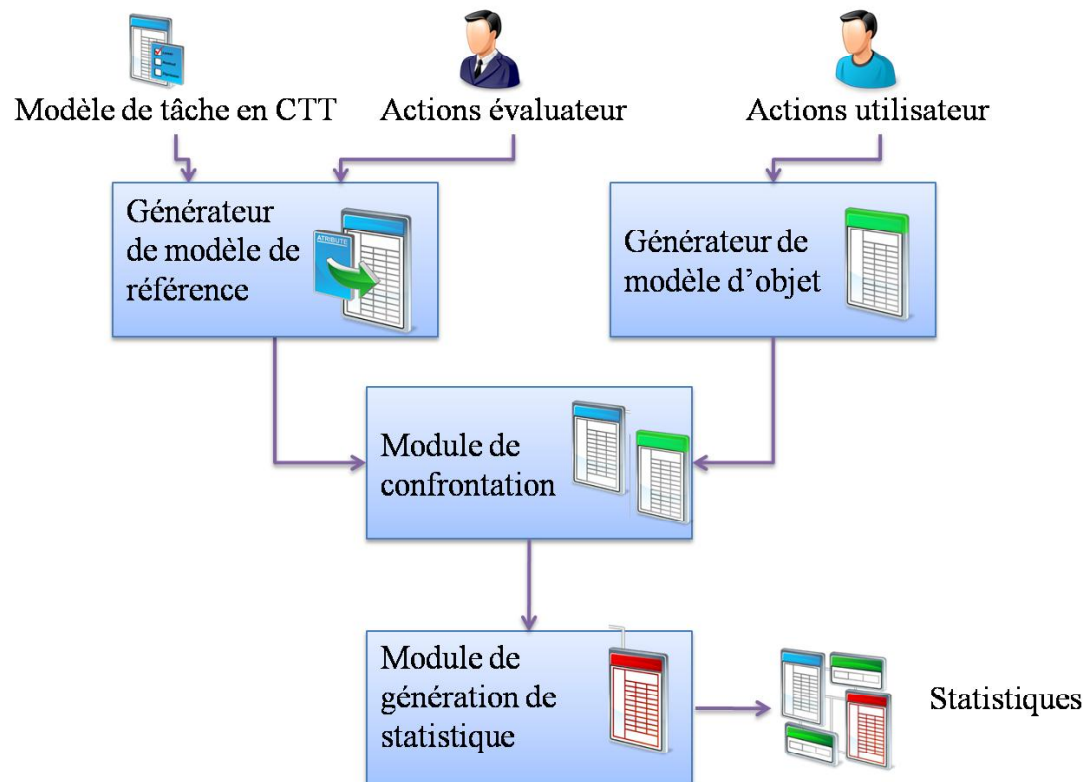 Modèle de tâche en CTT
Actions évaluateur
Actions utilisateur
Générateur
de modèle de
référence
ATRIBUTE
Générateur de
modèle d’objet
Module de
confrontation
Module de
génération de
statistique
Statistiques